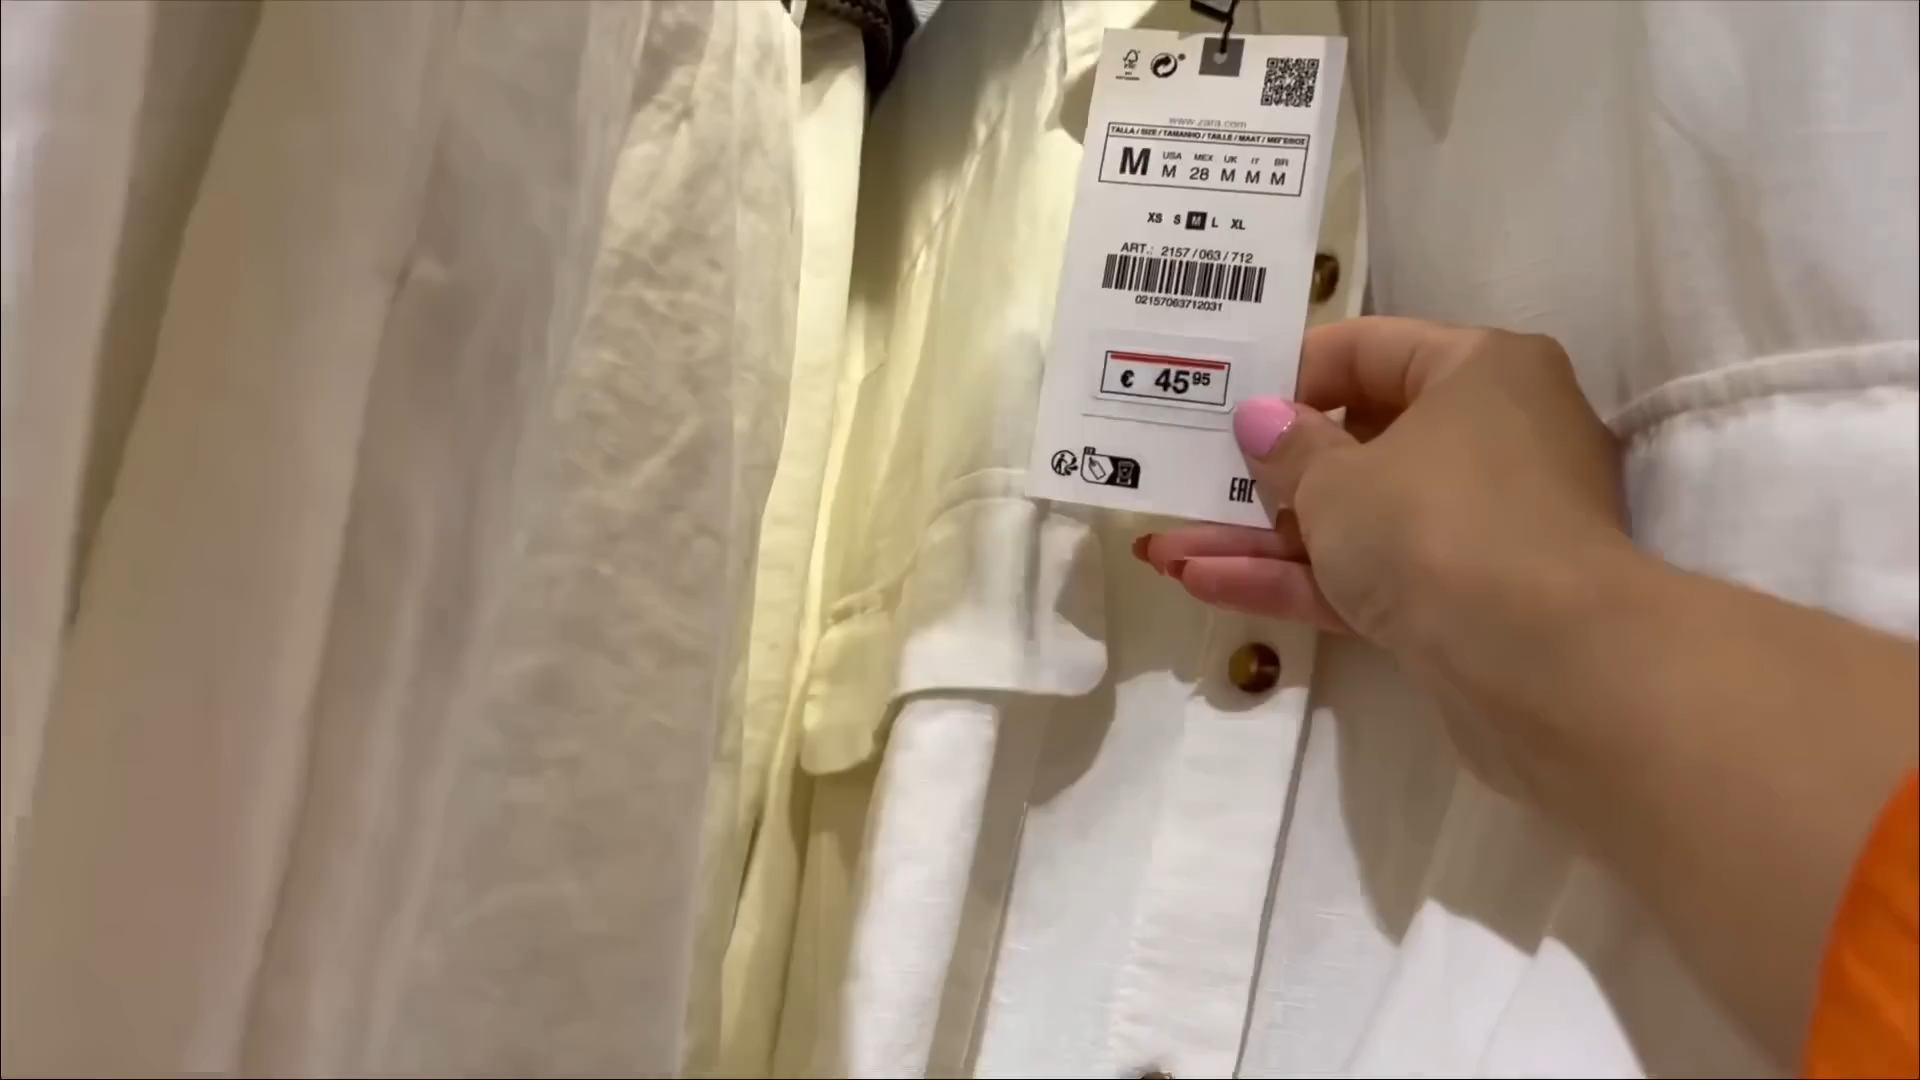 www.zara.com
TALLA / SIZE / TAMANHO / TAILLE / MAAT / ΜΕΓΕΘΟΣ
M USA MEX UK IT BR
M 28 M M M
XS S M L XL
ART.: 2157 / 063 / 712
02157063712031
€ 45 95
EAC